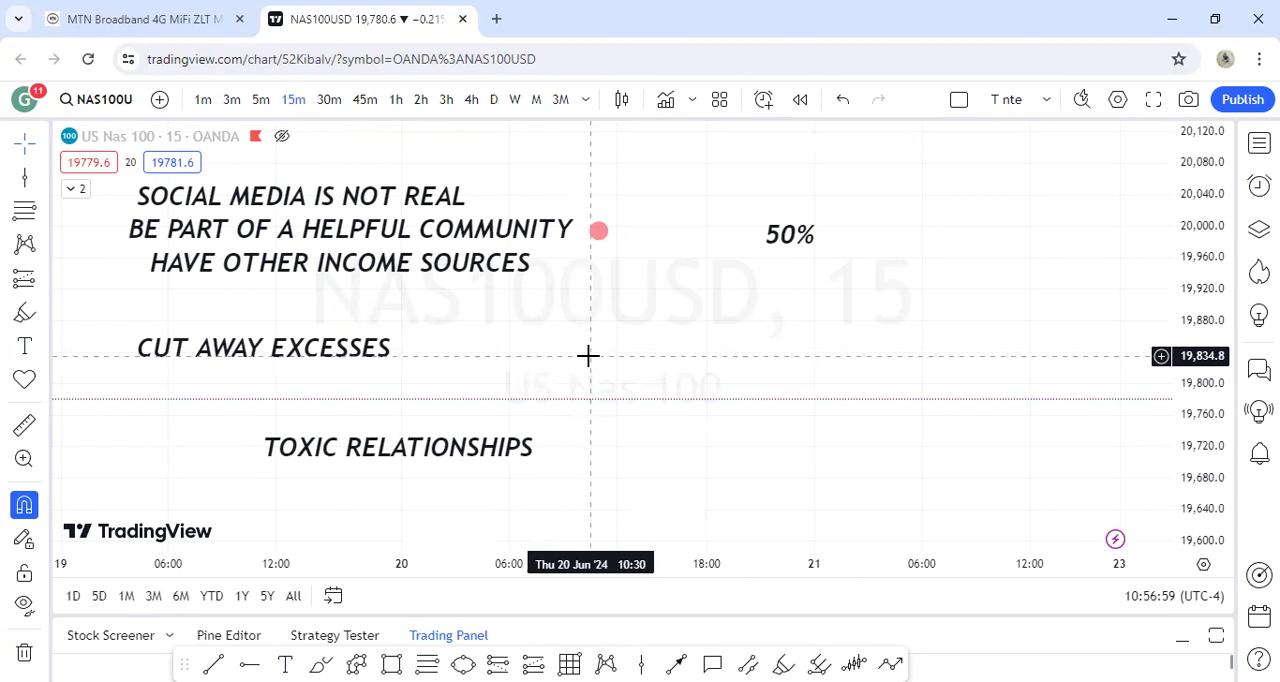 MTN Broadband 4G MiFi ZLT M
NAS100USD 19,780.6 ▼ −0.21%
tradingview.com/chart/52Kibalv/?symbol=OANDA%3ANAS100USD
G 11 NAS100U 1m 3m 5m 15m 30m 45m 1h 2h 3h 4h D W M 3M T nte Publish
100 US Nas 100 · 15 · OANDA
19779.6 20 19781.6
2
SOCIAL MEDIA IS NOT REAL
BE PART OF A HELPFUL COMMUNITY
HAVE OTHER INCOME SOURCES
50%
CUT AWAY EXCESSES
TOXIC RELATIONSHIPS
NAS100USD, 15
US Nas 100
TradingView
20,120.0
20,080.0
20,040.0
20,000.0
19,960.0
19,920.0
19,880.0
19,834.8
19,800.0
19,760.0
19,720.0
19,680.0
19,640.0
19,600.0
19 06:00 12:00 20 06:00 Thu 20 Jun '24 10:30 18:00 21 06:00 12:00 23
1D 5D 1M 3M 6M YTD 1Y 5Y All 10:56:59 (UTC-4)
Stock Screener Pine Editor Strategy Tester Trading Panel